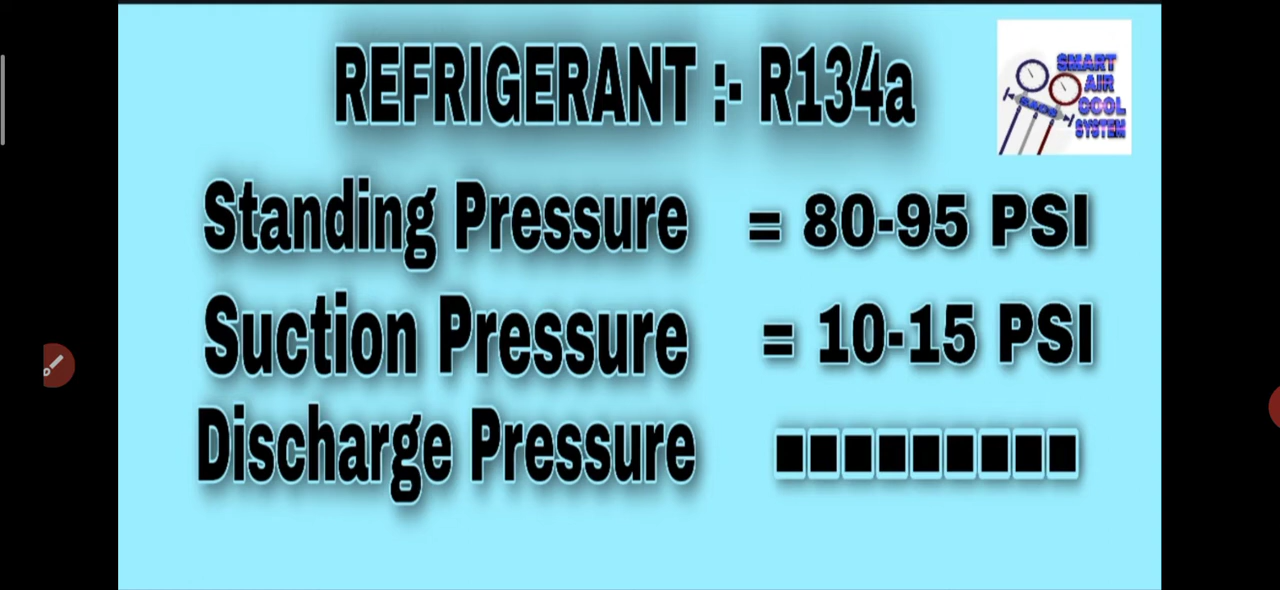 REFRIGERANT :- R134a
SMART
AIR
COOL
SYSTEM
Standing Pressure = 80-95 PSI
Suction Pressure = 10-15 PSI
Discharge Pressure ■■■■■■■■■